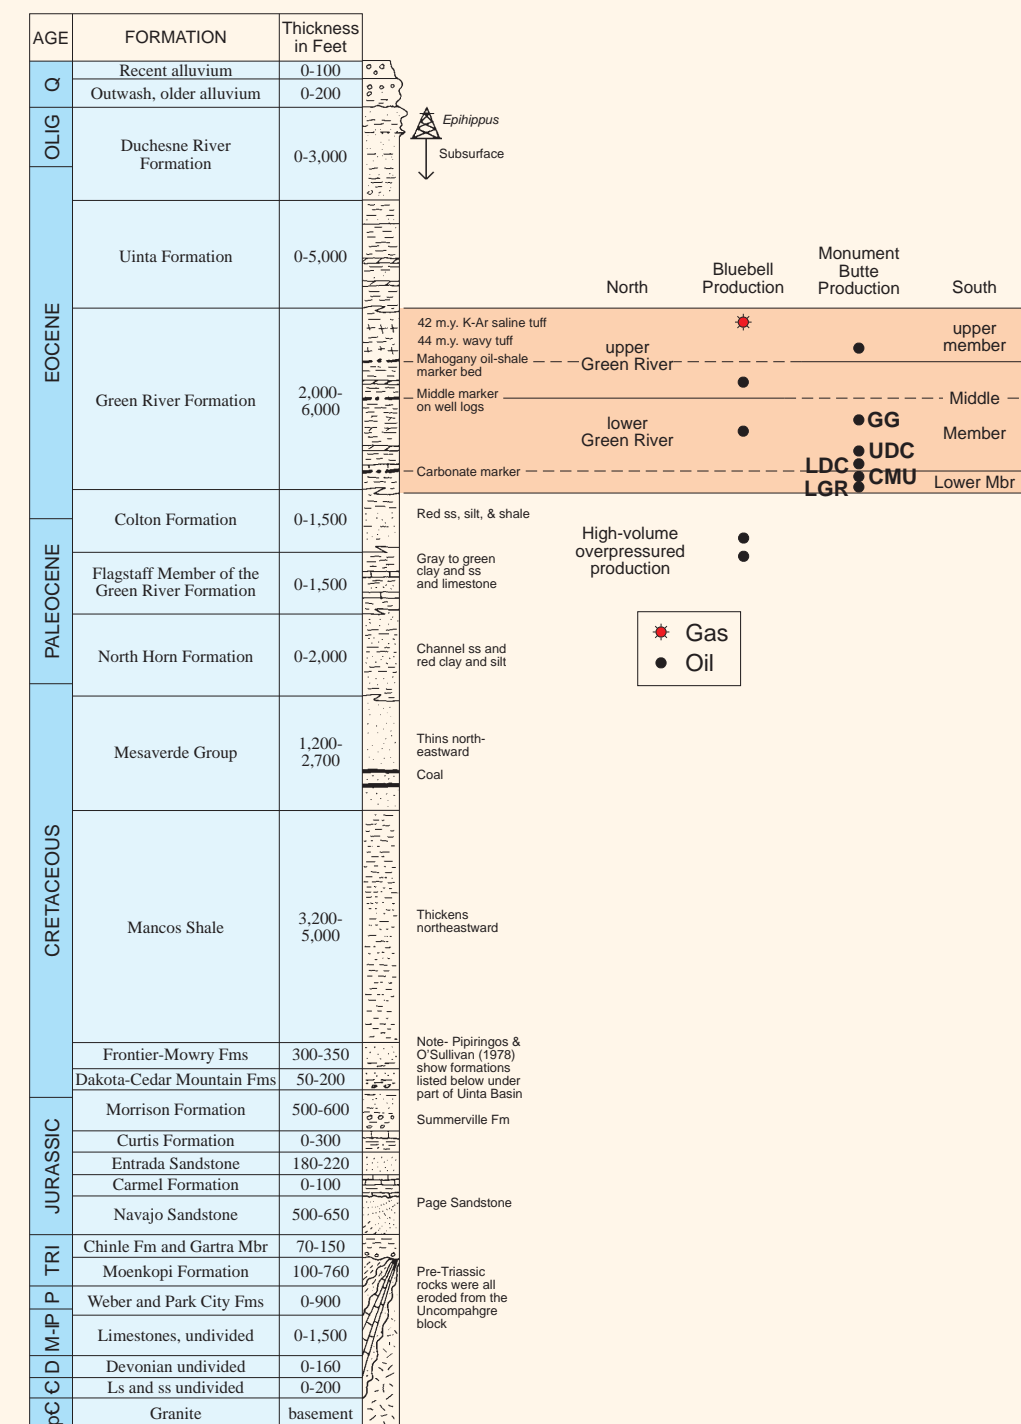 AGE FORMATION Thickness in Feet
Q
Recent alluvium 0-100
Outwash, older alluvium 0-200
OLIG
Duchesne River
Formation
0-3,000
Epihippus
Subsurface
EOCENE
Uinta Formation 0-5,000
North
Bluebell
Production
Monument
Butte
Production
South
Green River Formation
2,000-
6,000
42 m.y. K-Ar saline tuff
44 m.y. wavy tuff
Mahogany oil-shale
marker bed
Middle marker
on well logs
Carbonate marker
upper
Green River
lower
Green River
GG
UDC
LDC
CMU
LGR
upper
member
Middle
Member
Lower Mbr
Colton Formation 0-1,500
Red ss, silt, & shale
High-volume
overpressured
production
PALEOCENE
Flagstaff Member of the
Green River Formation
0-1,500
Gray to green
clay and ss
and limestone
Gas
Oil
North Horn Formation 0-2,000
Channel ss and
red clay and silt
CRETACEOUS
Mesaverde Group
1,200-
2,700
Thins north-
eastward
Coal
Mancos Shale
3,200-
5,000
Thickens
northeastward
Frontier-Mowry Fms 300-350
Dakota-Cedar Mountain Fms 50-200
Note- Pipiringos &
O'Sullivan (1978)
show formations
listed below under
part of Uinta Basin
JURASSIC
Morrison Formation 500-600
Summerville Fm
Curtis Formation 0-300
Entrada Sandstone 180-220
Carmel Formation 0-100
Page Sandstone
Navajo Sandstone 500-650
TRI
Chinle Fm and Gartra Mbr 70-150
Moenkopi Formation 100-760
Pre-Triassic
rocks were all
eroded from the
Uncompahgre
block
P
Weber and Park City Fms 0-900
M-IP
Limestones, undivided 0-1,500
D
Devonian undivided 0-160
Є
Ls and ss undivided 0-200
pЄ
Granite basement